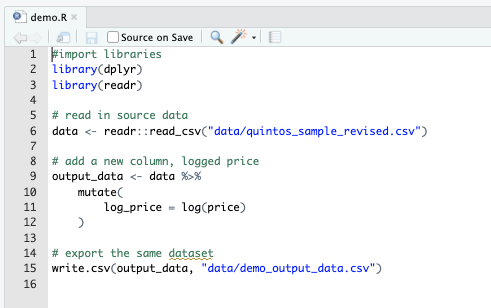 demo.R
Source on Save
1 #import libraries
2 library(dplyr)
3 library(readr)
4
5 # read in source data
6 data <- readr::read_csv("data/quintos_sample_revised.csv")
7
8 # add a new column, logged price
9 output_data <- data %>%
10     mutate(
11         log_price = log(price)
12     )
13
14 # export the same dataset
15 write.csv(output_data, "data/demo_output_data.csv")
16